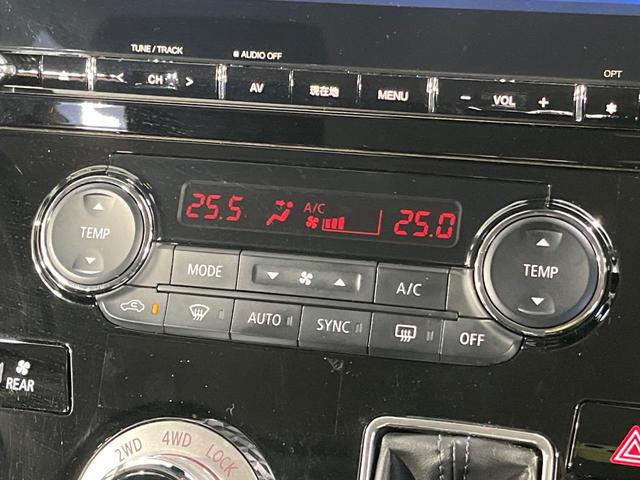 TUNE / TRACK
AUDIO OFF
OPT
< CH >
AV
現在地
MENU
- VOL +
25.5
A/C
25.0
TEMP
MODE
A/C
TEMP
AUTO
SYNC
OFF
REAR
2WD
4WD
LOCK